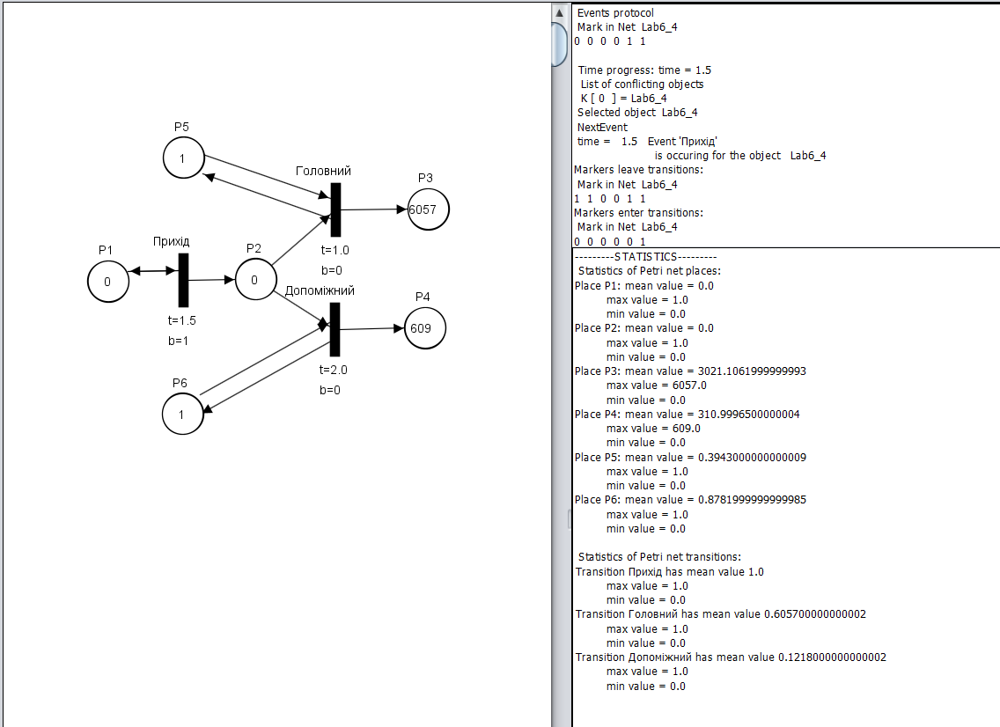 P5
1
Головний
P3
6057
t=1.0
b=0
Прихід
P1
0
t=1.5
b=1
P2
0
Допоміжний
P4
609
t=2.0
b=0
P6
1
Events protocol
Mark in Net Lab6_4
0 0 0 0 1 1
Time progress: time = 1.5
List of conflicting objects
K [ 0 ] = Lab6_4
Selected object Lab6_4
NextEvent
time = 1.5 Event 'Прихід'
is occuring for the object Lab6_4
Markers leave transitions:
Mark in Net Lab6_4
1 1 0 0 1 1
Markers enter transitions:
Mark in Net Lab6_4
0 0 0 0 0 1
---------STATISTICS---------
Statistics of Petri net places:
Place P1: mean value = 0.0
max value = 1.0
min value = 0.0
Place P2: mean value = 0.0
max value = 1.0
min value = 0.0
Place P3: mean value = 3021.1061999999993
max value = 6057.0
min value = 0.0
Place P4: mean value = 310.9996500000004
max value = 609.0
min value = 0.0
Place P5: mean value = 0.3943000000000009
max value = 1.0
min value = 0.0
Place P6: mean value = 0.8781999999999985
max value = 1.0
min value = 0.0
Statistics of Petri net transitions:
Transition Прихід has mean value 1.0
max value = 1.0
min value = 0.0
Transition Головний has mean value 0.605700000000002
max value = 1.0
min value = 0.0
Transition Допоміжний has mean value 0.1218000000000002
max value = 1.0
min value = 0.0